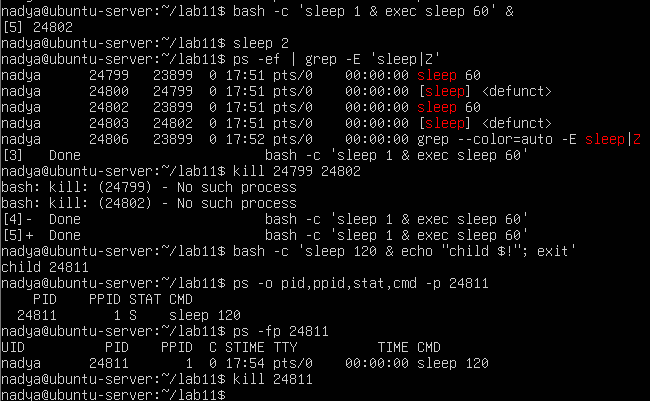 nadya@ubuntu-server:~/lab11$ bash -c 'sleep 1 & exec sleep 60' &
[5] 24802
nadya@ubuntu-server:~/lab11$ sleep 2
nadya@ubuntu-server:~/lab11$ ps -ef | grep -E 'sleep|Z'
nadya      24799   23899  0 17:51 pts/0    00:00:00 sleep 60
nadya      24800   24799  0 17:51 pts/0    00:00:00 [sleep] <defunct>
nadya      24802   23899  0 17:51 pts/0    00:00:00 sleep 60
nadya      24803   24802  0 17:51 pts/0    00:00:00 [sleep] <defunct>
nadya      24806   23899  0 17:52 pts/0    00:00:00 grep --color=auto -E sleep|Z
[3]   Done                    bash -c 'sleep 1 & exec sleep 60'
nadya@ubuntu-server:~/lab11$ kill 24799 24802
bash: kill: (24799) - No such process
bash: kill: (24802) - No such process
[4]-  Done                    bash -c 'sleep 1 & exec sleep 60'
[5]+  Done                    bash -c 'sleep 1 & exec sleep 60'
nadya@ubuntu-server:~/lab11$ bash -c 'sleep 120 & echo "child $!"; exit'
child 24811
nadya@ubuntu-server:~/lab11$ ps -o pid,ppid,stat,cmd -p 24811
    PID    PPID STAT CMD
  24811       1 S    sleep 120
nadya@ubuntu-server:~/lab11$ ps -fp 24811
UID          PID    PPID  C STIME TTY          TIME CMD
nadya      24811       1  0 17:54 pts/0    00:00:00 sleep 120
nadya@ubuntu-server:~/lab11$ kill 24811
nadya@ubuntu-server:~/lab11$